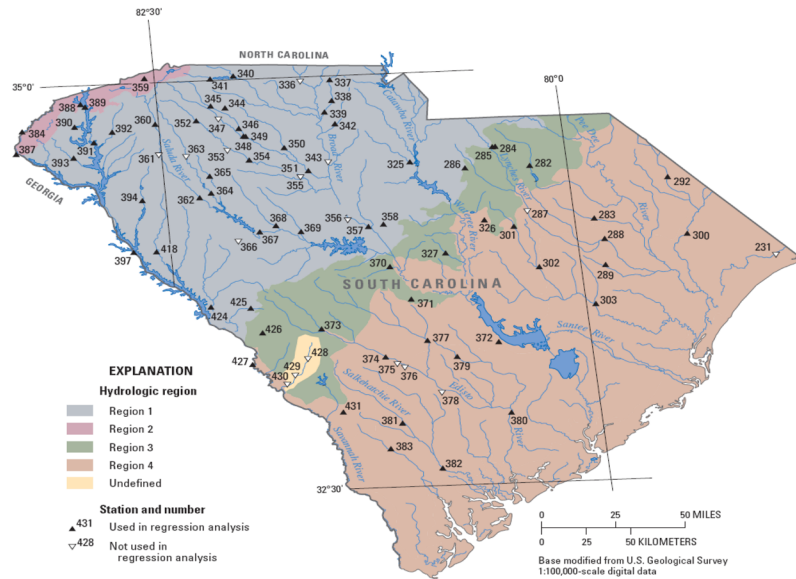 82°30'
NORTH CAROLINA
80°0
35°0'
359
340
341
336
337
388
389
345
344
338
339
342
384
390
392
360
352
347
346
349
387
393
391
361
363
353
348
354
350
343
351
355
325
286
285
284
282
292
GEORGIA
Saluda River
Broad River
Catawba River
Lynches River
Pee Dee
River
365
364
362
394
368
356
358
367
369
357
366
Wateree River
287
283
326
301
288
300
231
397
418
327
370
302
289
SOUTH CAROLINA
371
303
424
425
426
373
377
372
Santee River
427
429
428
430
374
375
376
379
378
Salkehatchie River
Edisto
River
431
381
380
383
382
Savannah River
32°30'
EXPLANATION
Hydrologic region
Region 1
Region 2
Region 3
Region 4
Undefined
Station and number
431 Used in regression analysis
428 Not used in
regression analysis
0 25 50 MILES
0 25 50 KILOMETERS
Base modified from U.S. Geological Survey
1:100,000-scale digital data